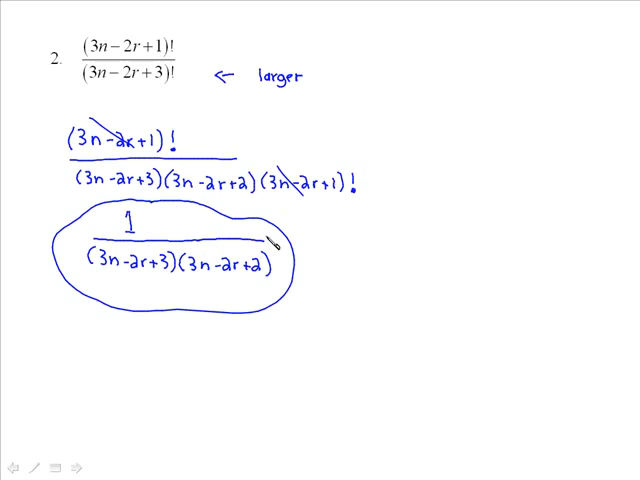 2. (3n − 2r + 1)!
(3n − 2r + 3)! ← larger
(3n - 2r + 1)!
(3n - 2r + 3)(3n - 2r + 2)(3n - 2r + 1)!
1
(3n - 2r + 3)(3n - 2r + 2)